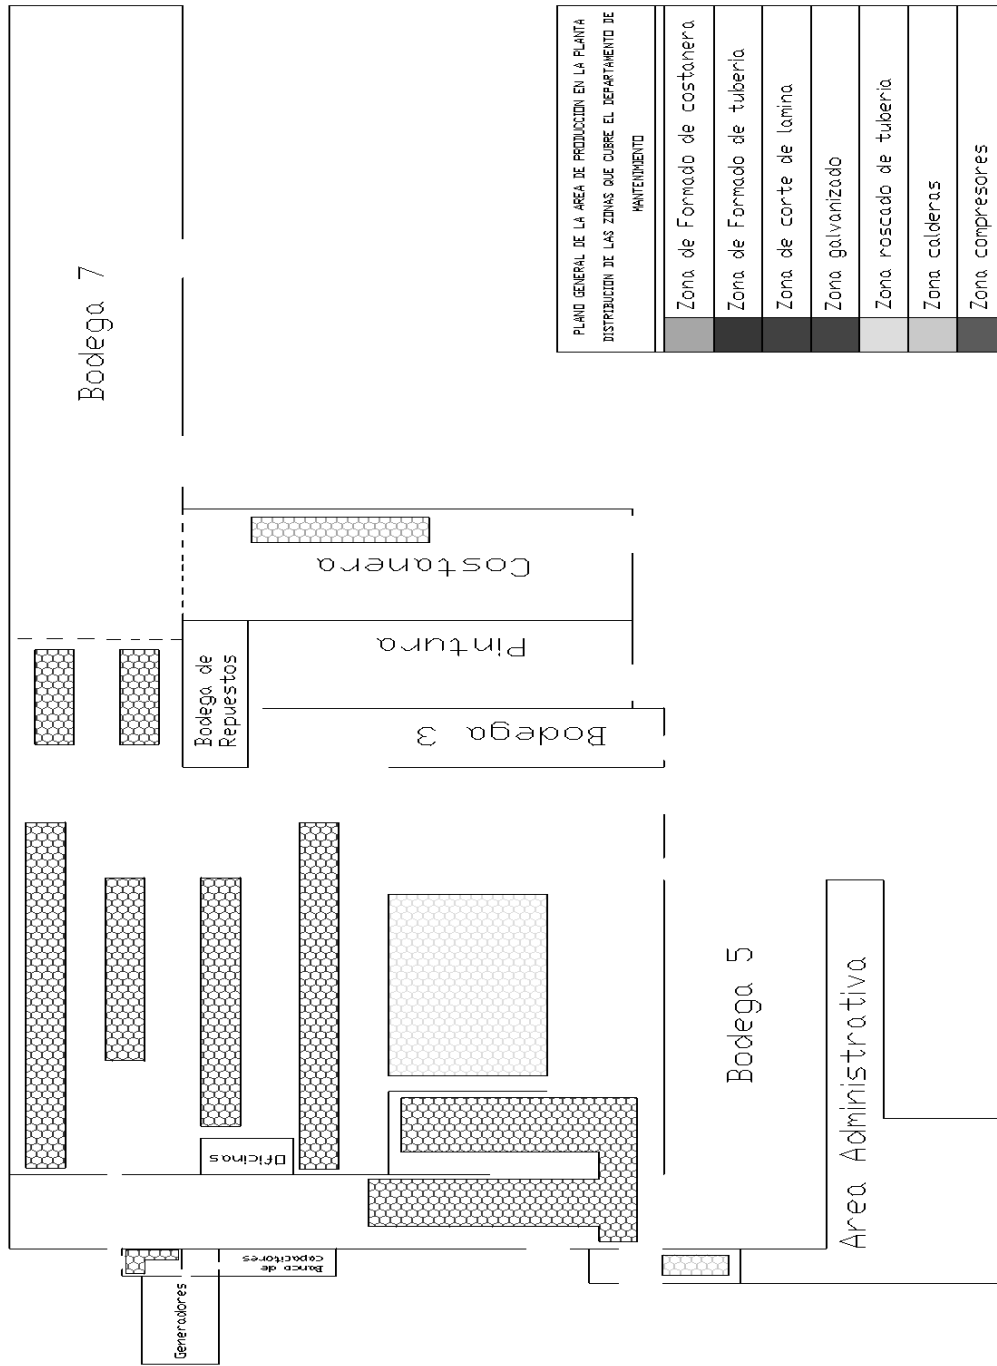 PLANO GENERAL DE LA AREA DE PRODUCCION EN LA PLANTA
DISTRIBUCION DE LAS ZONAS QUE CUBRE EL DEPARTAMENTO DE
MANTENIMIENTO
Zona de Formado de costanera
Zona de Formado de tuberia
Zona de corte de lamina
Zona galvanizado
Zona roscado de tuberia
Zona calderas
Zona compresores
Bodega 7
Costanera
Pintura
Bodega de
Repuestos
Bodega 3
Oficinas
Bodega 5
Area Administrativa
Banco de
capacitores
Generadores